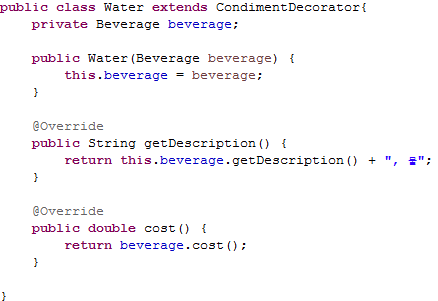 public class Water extends CondimentDecorator{
    private Beverage beverage;

    public Water(Beverage beverage) {
        this.beverage = beverage;
    }

    @Override
    public String getDescription() {
        return this.beverage.getDescription() + ", 물";
    }

    @Override
    public double cost() {
        return beverage.cost();
    }

}